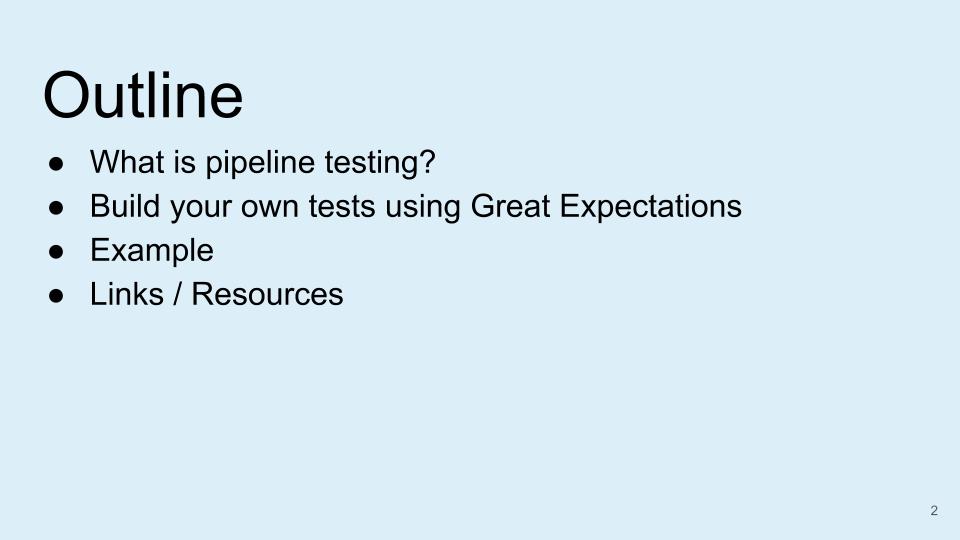 Outline
● What is pipeline testing?
● Build your own tests using Great Expectations
● Example
● Links / Resources
2